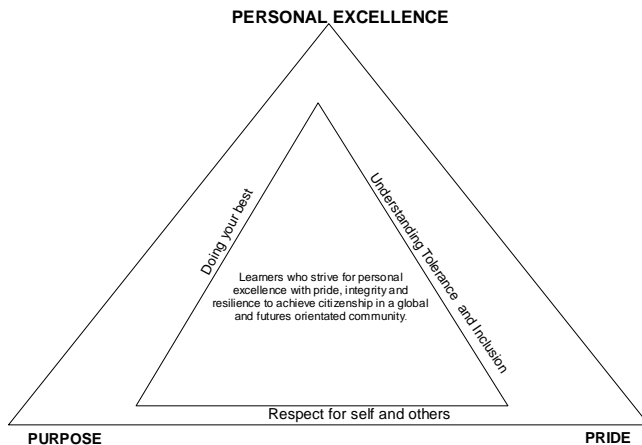 PERSONAL EXCELLENCE
Doing your best
Understanding Tolerance and Inclusion
Learners who strive for personal
excellence with pride, integrity and
resilience to achieve citizenship in a global
and futures orientated community.
Respect for self and others
PURPOSE
PRIDE